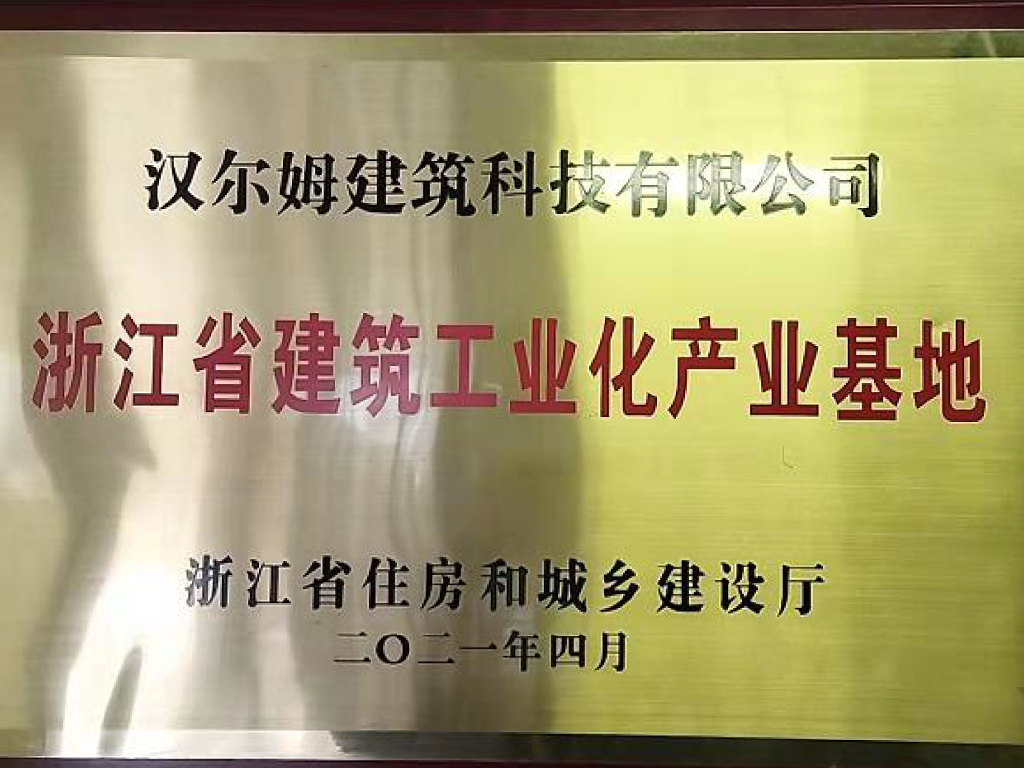 汉尔姆建筑科技有限公司
浙江省建筑工业化产业基地
浙江省住房和城乡建设厅
二〇二一年四月